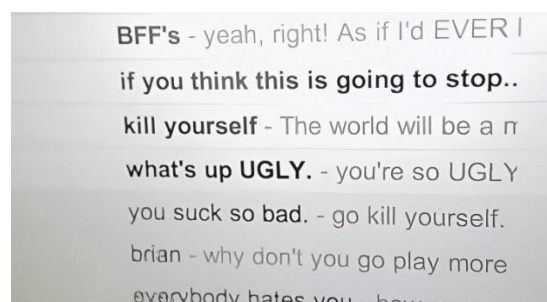 BFF's - yeah, right! As if I'd EVER
if you think this is going to stop..
kill yourself - The world will be a
what's up UGLY. - you're so UGLY
you suck so bad. - go kill yourself.
brian - why don't you go play more
everybody hates you -